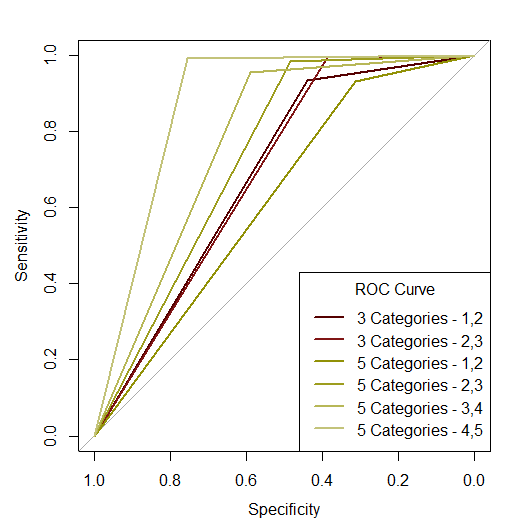 Sensitivity
1.0
0.8
0.6
0.4
0.2
0.0
ROC Curve
3 Categories - 1,2
3 Categories - 2,3
5 Categories - 1,2
5 Categories - 2,3
5 Categories - 3,4
5 Categories - 4,5
1.0 0.8 0.6 0.4 0.2 0.0
Specificity